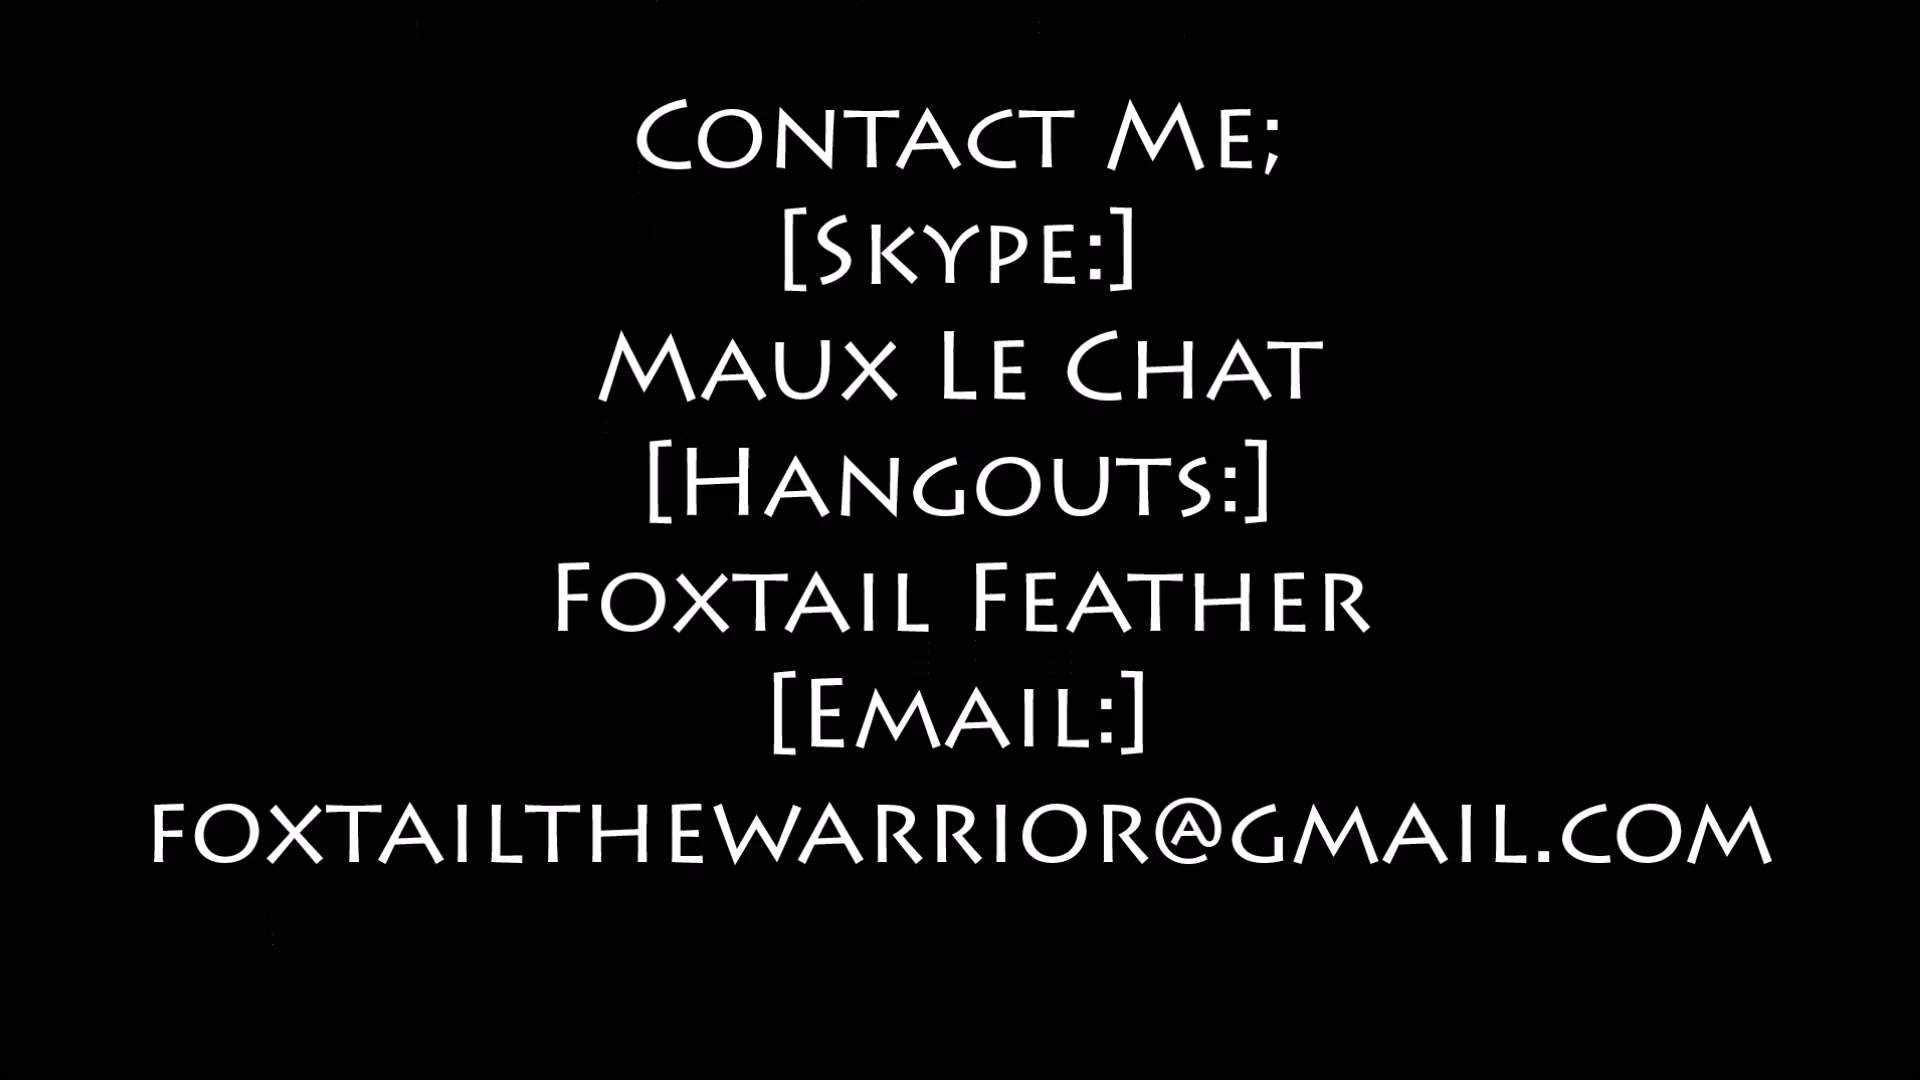 Contact Me;
[Skype:]
Maux Le Chat
[Hangouts:]
Foxtail Feather
[Email:]
foxtailthewarrior@gmail.com